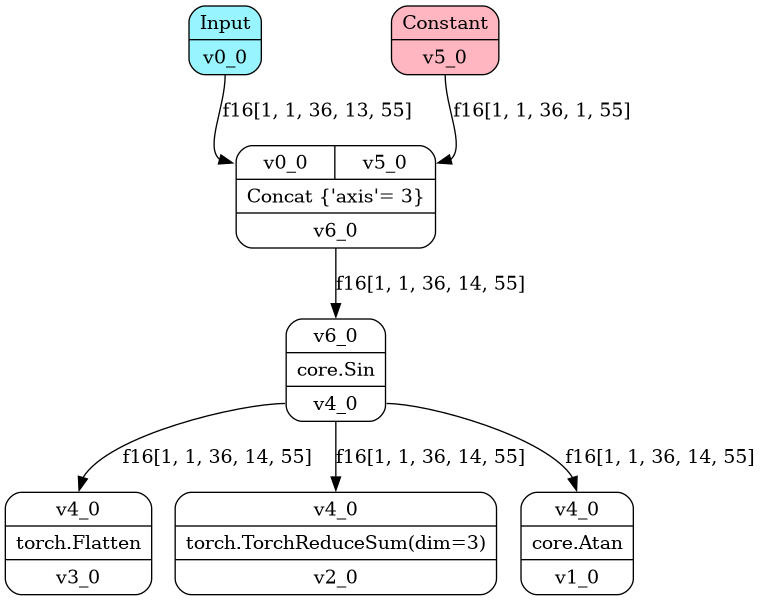 Input
v0_0
Constant
v5_0
f16[1, 1, 36, 13, 55]
f16[1, 1, 36, 1, 55]
v0_0
v5_0
Concat {'axis'= 3}
v6_0
f16[1, 1, 36, 14, 55]
v6_0
core.Sin
v4_0
f16[1, 1, 36, 14, 55]
f16[1, 1, 36, 14, 55]
f16[1, 1, 36, 14, 55]
v4_0
torch.Flatten
v3_0
v4_0
torch.TorchReduceSum(dim=3)
v2_0
v4_0
core.Atan
v1_0